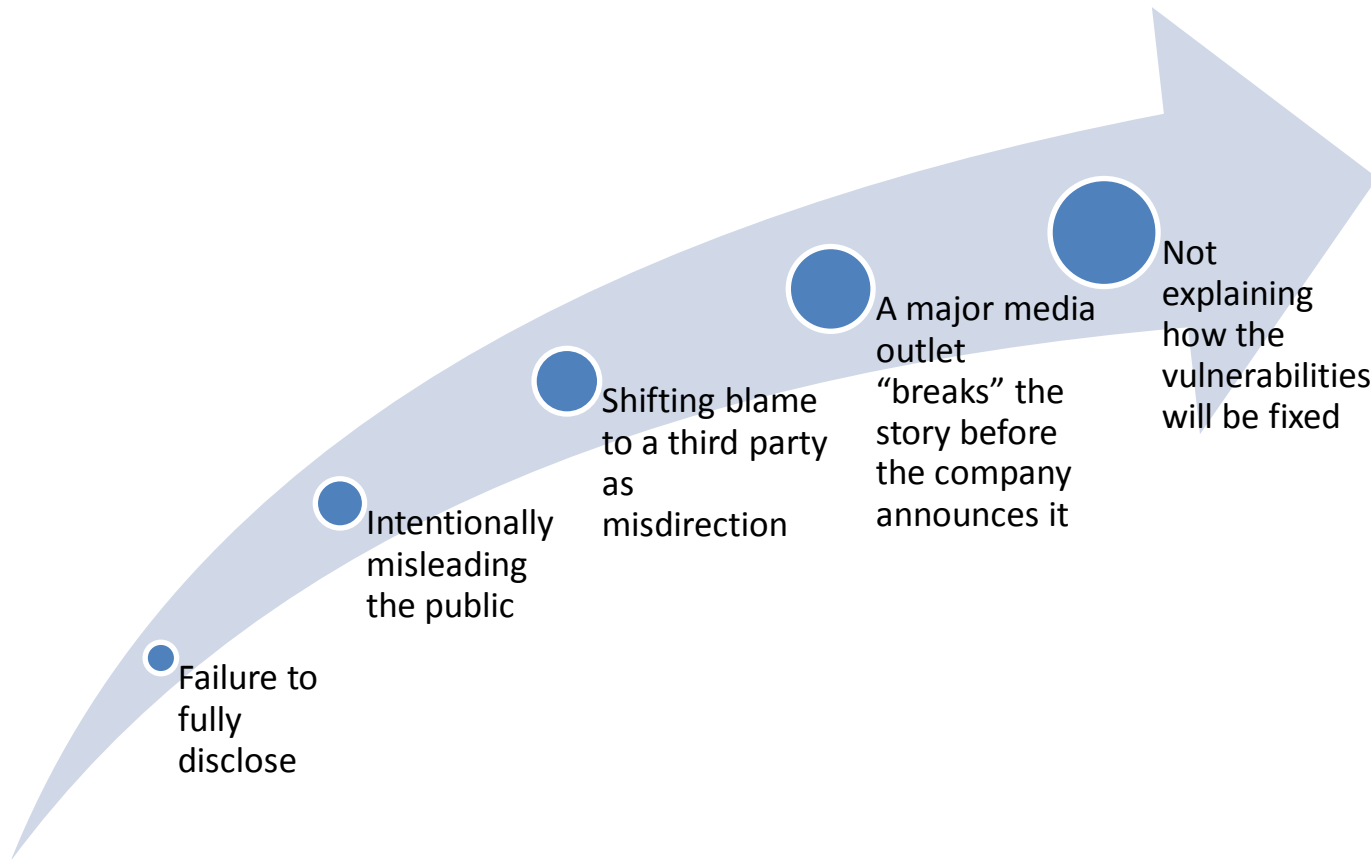 Failure to
fully
disclose
Intentionally
misleading
the public
Shifting blame
to a third party
as
misdirection
A major media
outlet
“breaks” the
story before
the company
announces it
Not
explaining
how the
vulnerabilities
will be fixed